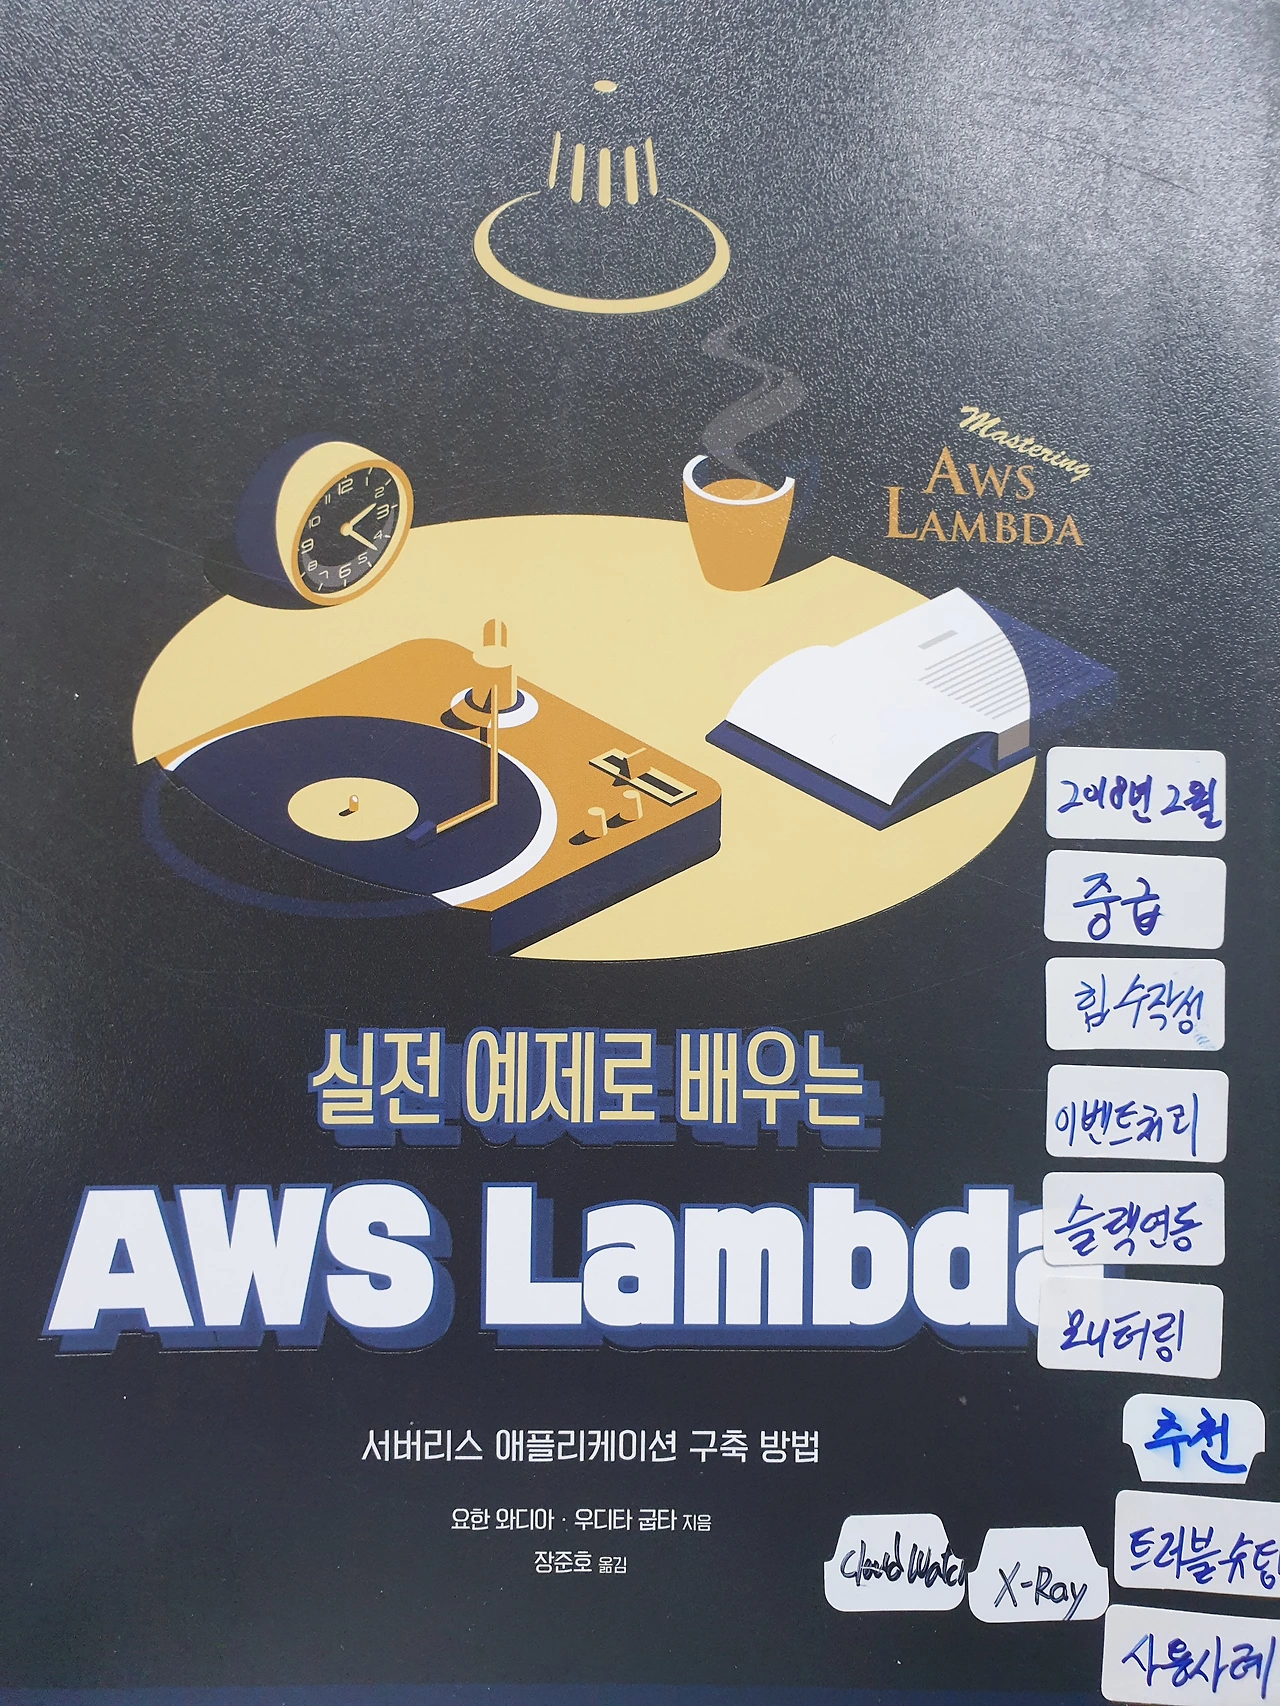 Mastering
AWS
LAMBDA
2018년 2월
중급
함수작성
이벤트처리
슬랙연동
모니터링
실전 예제로 배우는
AWS Lambda
서버리스 애플리케이션 구축 방법
요한 와디아 · 우디타 굽타 지음
장준호 옮김
추천
CloudWatch
X-Ray
트러블슈팅
사용사례